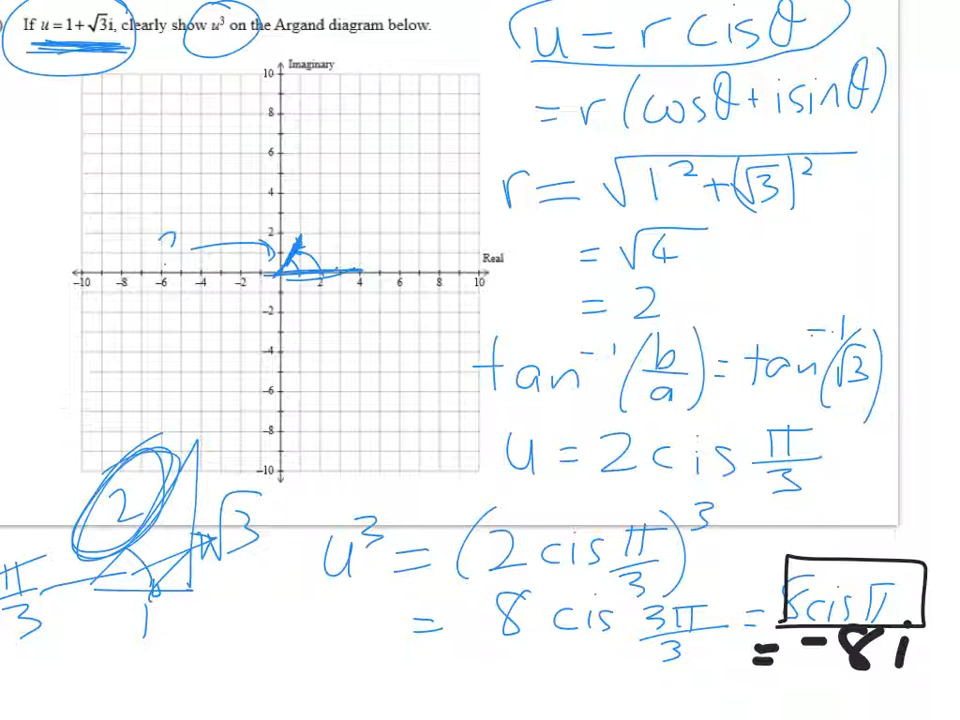 If u = 1+√3i, clearly show u³ on the Argand diagram below.
u = r cis θ
= r (cosθ + i sin θ)
r = √1² + (√3)²
= √4
= 2
tan⁻¹ (b/a) = tan⁻¹(√3)
u = 2 cis π/3
u³ = (2 cis π/3)³
= 8 cis 3π/3 = 8 cis π
= -8i
Imaginary
10
8
6
4
2
?
Real
-10 -8 -6 -4 -2 2 4 6 8 10
-2
-4
-6
-8
-10
2
√3
π/3
1